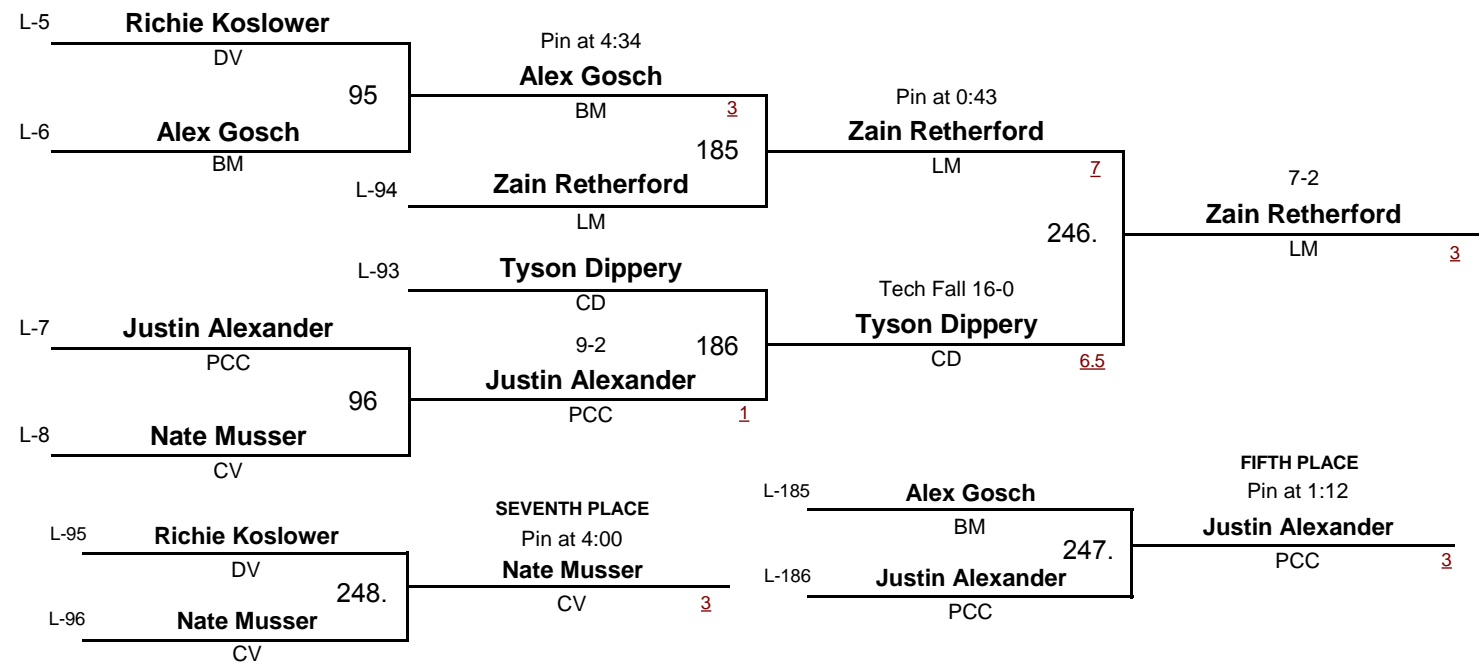 L-5
Richie Koslower
DV
95
L-6
Alex Gosch
BM
Pin at 4:34
Alex Gosch
BM
3
185
L-94
Zain Retherford
LM
Pin at 0:43
Zain Retherford
LM
7
246.
7-2
Zain Retherford
LM
3
L-93
Tyson Dippery
CD
186
Tech Fall 16-0
Tyson Dippery
CD
6.5
L-7
Justin Alexander
PCC
96
9-2
Justin Alexander
PCC
1
L-8
Nate Musser
CV
L-95
Richie Koslower
DV
248.
L-96
Nate Musser
CV
SEVENTH PLACE
Pin at 4:00
Nate Musser
CV
3
L-185
Alex Gosch
BM
247.
L-186
Justin Alexander
PCC
FIFTH PLACE
Pin at 1:12
Justin Alexander
PCC
3